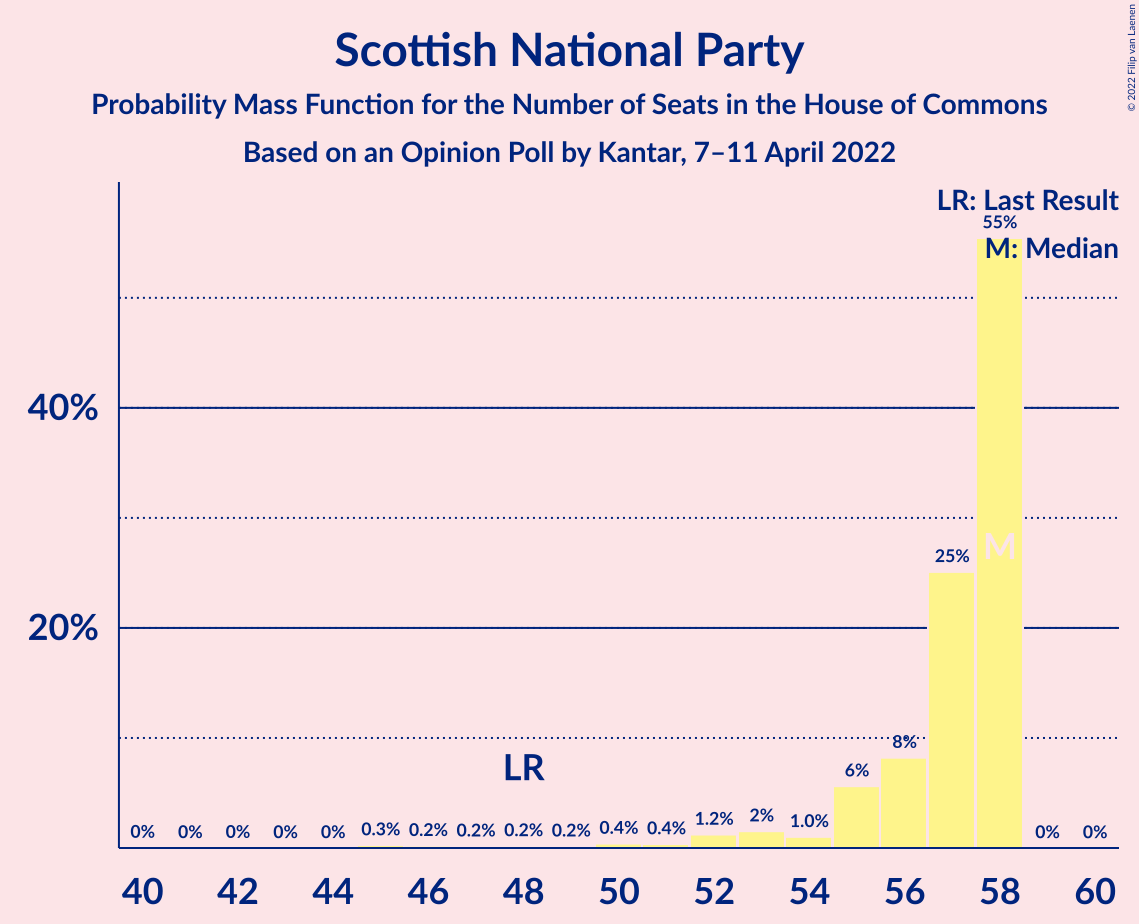 Scottish National Party
Probability Mass Function for the Number of Seats in the House of Commons
Based on an Opinion Poll by Kantar, 7–11 April 2022
© 2022 Filip van Laenen
LR: Last Result
55%
M: Median
40%
M
25%
20%
8%
LR
6%
0% 0% 0% 0% 0% 0.3% 0.2% 0.2% 0.2% 0.2% 0.4% 0.4% 1.2% 2% 1.0% 0% 0%
40 42 44 46 48 50 52 54 56 58 60